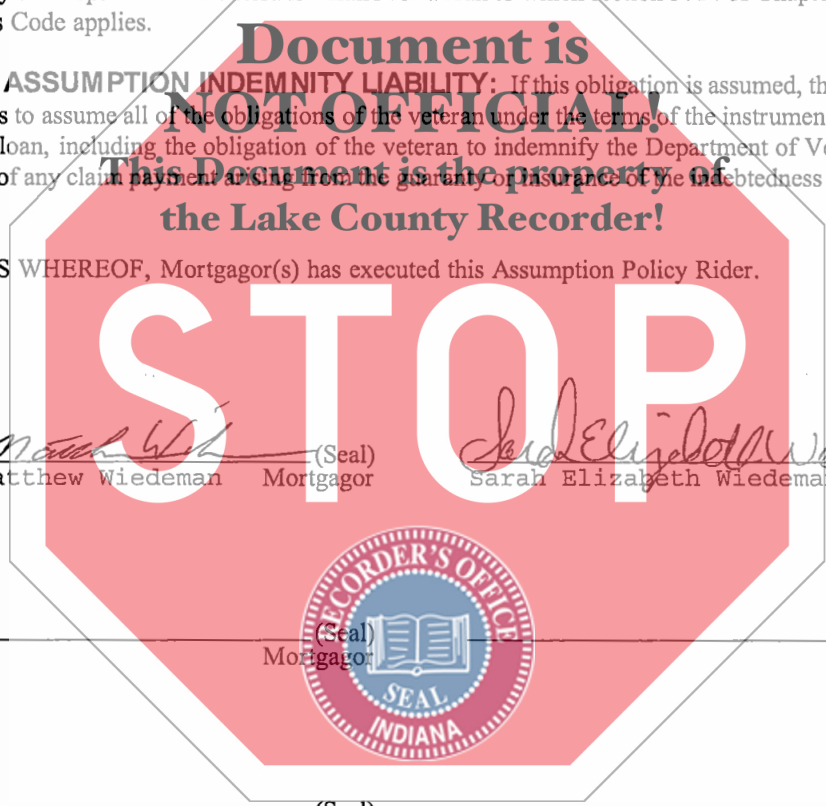 s Code applies.
Document is
ASSUMPTION INDEMNITY LIABILITY: If this obligation is assumed, th
NOT OFFICIAL!
s to assume all of the obligations of the veteran under the terms of the instrumen
loan, including the obligation of the veteran to indemnify the Department of Ve
This Document is the property of
of any claim payment arising from the guaranty or insurance of the indebtedness
the Lake County Recorder!
S WHEREOF, Mortgagor(s) has executed this Assumption Policy Rider.
STOP
(Seal)
Sarah Elizabeth W
atthew Wiedeman Mortgagor Sarah Elizabeth Wiedeman
RECORDER'S OFFICE
(Seal)
Mortgagor
SEAL
INDIANA
(Seal)